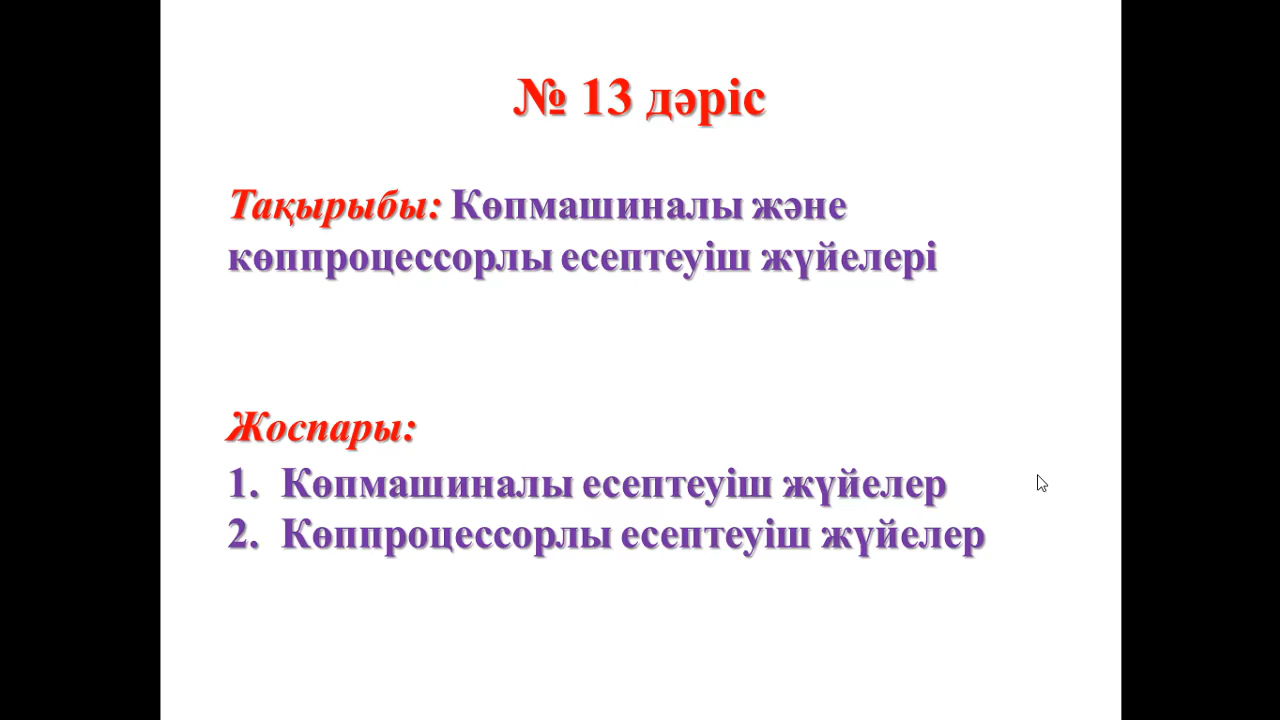 № 13 дәріс
Тақырыбы: Көпмашиналы және
көппроцессорлы есептеуіш жүйелері
Жоспары:
1. Көпмашиналы есептеуіш жүйелер
2. Көппроцессорлы есептеуіш жүйелер